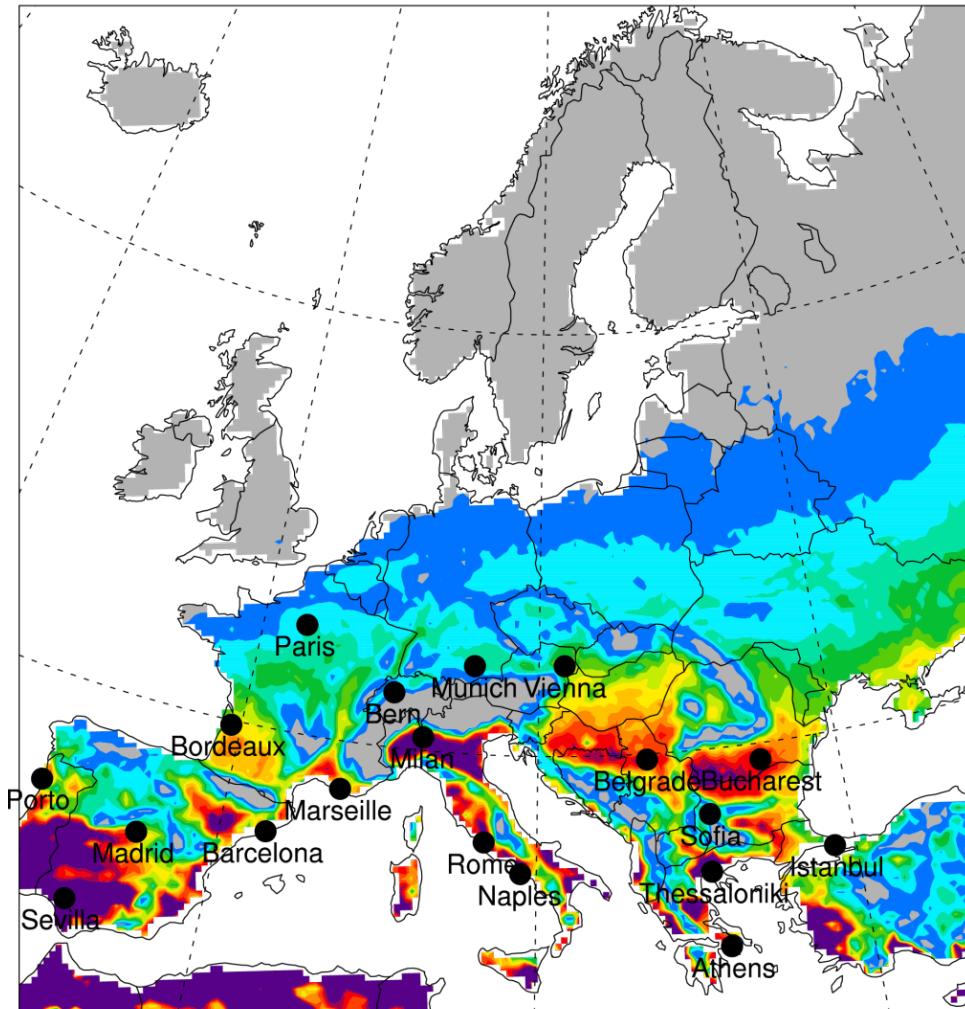 Paris
Munich
Vienna
Bern
Bordeaux
Milan
Belgrade
Bucharest
Porto
Marseille
Madrid
Barcelona
Sofia
Rome
Istanbul
Naples
Thessaloniki
Sevilla
Athens